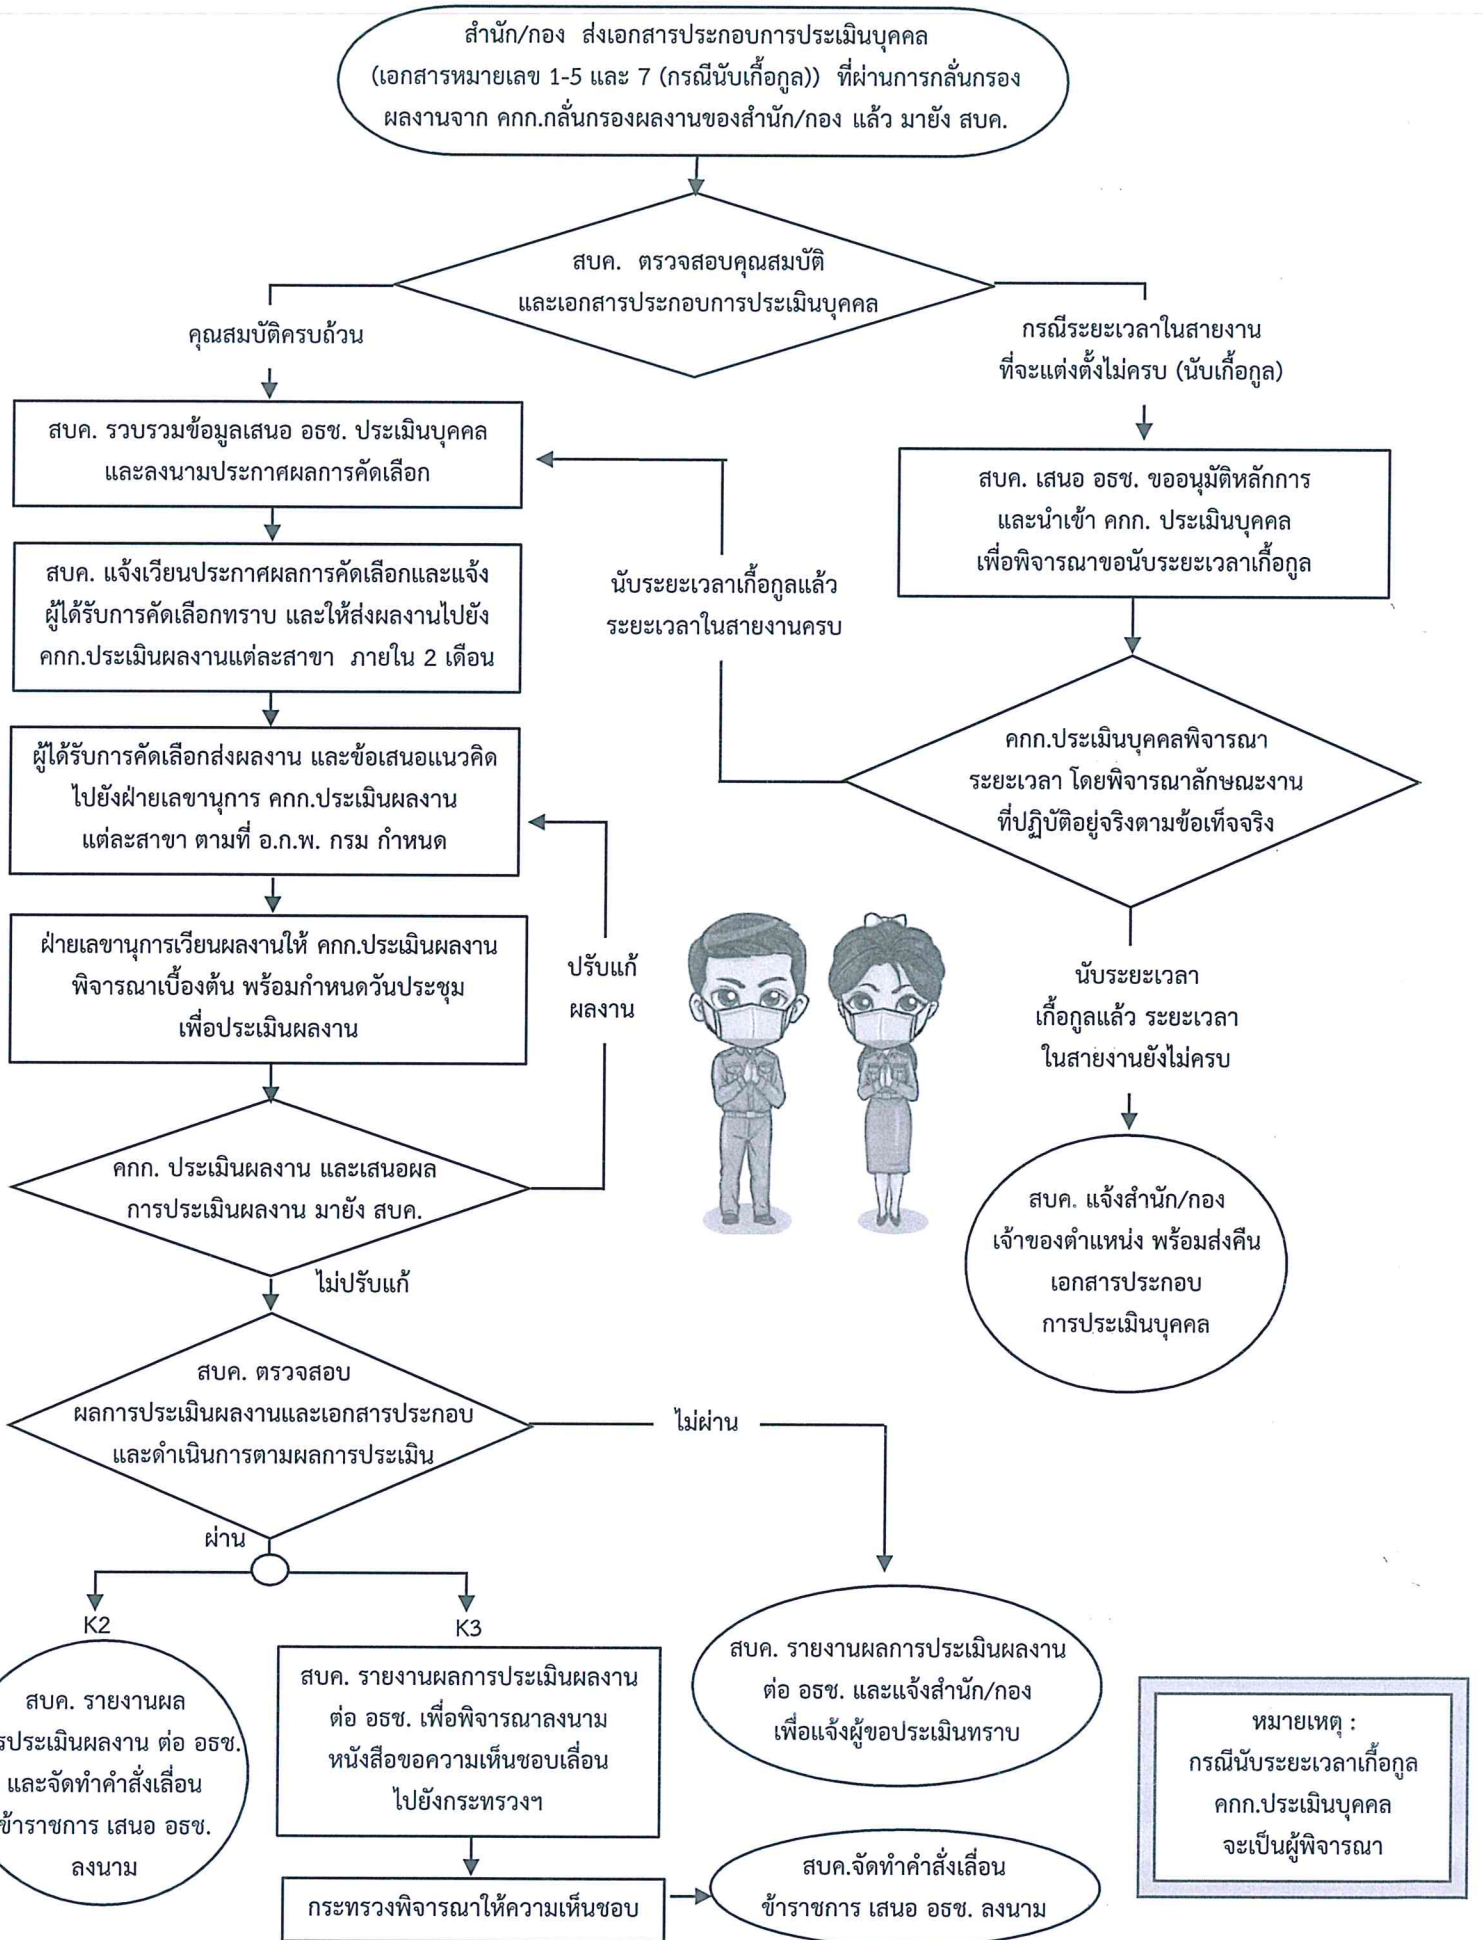 สำนัก/กอง ส่งเอกสารประกอบการประเมินบุคคล
(เอกสารหมายเลข 1-5 และ 7 (กรณีนับเกื้อกูล)) ที่ผ่านการกลั่นกรอง
ผลงานจาก คกก.กลั่นกรองผลงานของสำนัก/กอง แล้ว มายัง สบค.
สบค. ตรวจสอบคุณสมบัติ
และเอกสารประกอบการประเมินบุคคล
คุณสมบัติครบถ้วน
กรณีระยะเวลาในสายงาน
ที่จะแต่งตั้งไม่ครบ (นับเกื้อกูล)
สบค. รวบรวมข้อมูลเสนอ อธช. ประเมินบุคคล
และลงนามประกาศผลการคัดเลือก
สบค. เสนอ อธช. ขออนุมัติหลักการ
และนำเข้า คกก. ประเมินบุคคล
เพื่อพิจารณาขอนับระยะเวลาเกื้อกูล
สบค. แจ้งเวียนประกาศผลการคัดเลือกและแจ้ง
ผู้ได้รับการคัดเลือกทราบ และให้ส่งผลงานไปยัง
คกก.ประเมินผลงานแต่ละสาขา ภายใน 2 เดือน
นับระยะเวลาเกื้อกูลแล้ว
ระยะเวลาในสายงานครบ
ผู้ได้รับการคัดเลือกส่งผลงาน และข้อเสนอแนวคิด
ไปยังฝ่ายเลขานุการ คกก.ประเมินผลงาน
แต่ละสาขา ตามที่ อ.ก.พ. กรม กำหนด
คกก.ประเมินบุคคลพิจารณา
ระยะเวลา โดยพิจารณาลักษณะงาน
ที่ปฏิบัติอยู่จริงตามข้อเท็จจริง
ฝ่ายเลขานุการเวียนผลงานให้ คกก.ประเมินผลงาน
พิจารณาเบื้องต้น พร้อมกำหนดวันประชุม
เพื่อประเมินผลงาน
ปรับแก้
ผลงาน
นับระยะเวลา
เกื้อกูลแล้ว ระยะเวลา
ในสายงานยังไม่ครบ
คกก. ประเมินผลงาน และเสนอผล
การประเมินผลงาน มายัง สบค.
สบค. แจ้งสำนัก/กอง
เจ้าของตำแหน่ง พร้อมส่งคืน
เอกสารประกอบ
การประเมินบุคคล
ไม่ปรับแก้
สบค. ตรวจสอบ
ผลการประเมินผลงานและเอกสารประกอบ
และดำเนินการตามผลการประเมิน
ไม่ผ่าน
ผ่าน
K2
K3
สบค. รายงานผล
รประเมินผลงาน ต่อ อธช.
และจัดทำคำสั่งเลื่อน
ข้าราชการ เสนอ อธช.
ลงนาม
สบค. รายงานผลการประเมินผลงาน
ต่อ อธช. เพื่อพิจารณาลงนาม
หนังสือขอความเห็นชอบเลื่อน
ไปยังกระทรวงฯ
สบค. รายงานผลการประเมินผลงาน
ต่อ อธช. และแจ้งสำนัก/กอง
เพื่อแจ้งผู้ขอประเมินทราบ
หมายเหตุ :
กรณีนับระยะเวลาเกื้อกูล
คกก.ประเมินบุคคล
จะเป็นผู้พิจารณา
กระทรวงพิจารณาให้ความเห็นชอบ
สบค.จัดทำคำสั่งเลื่อน
ข้าราชการ เสนอ อธช. ลงนาม